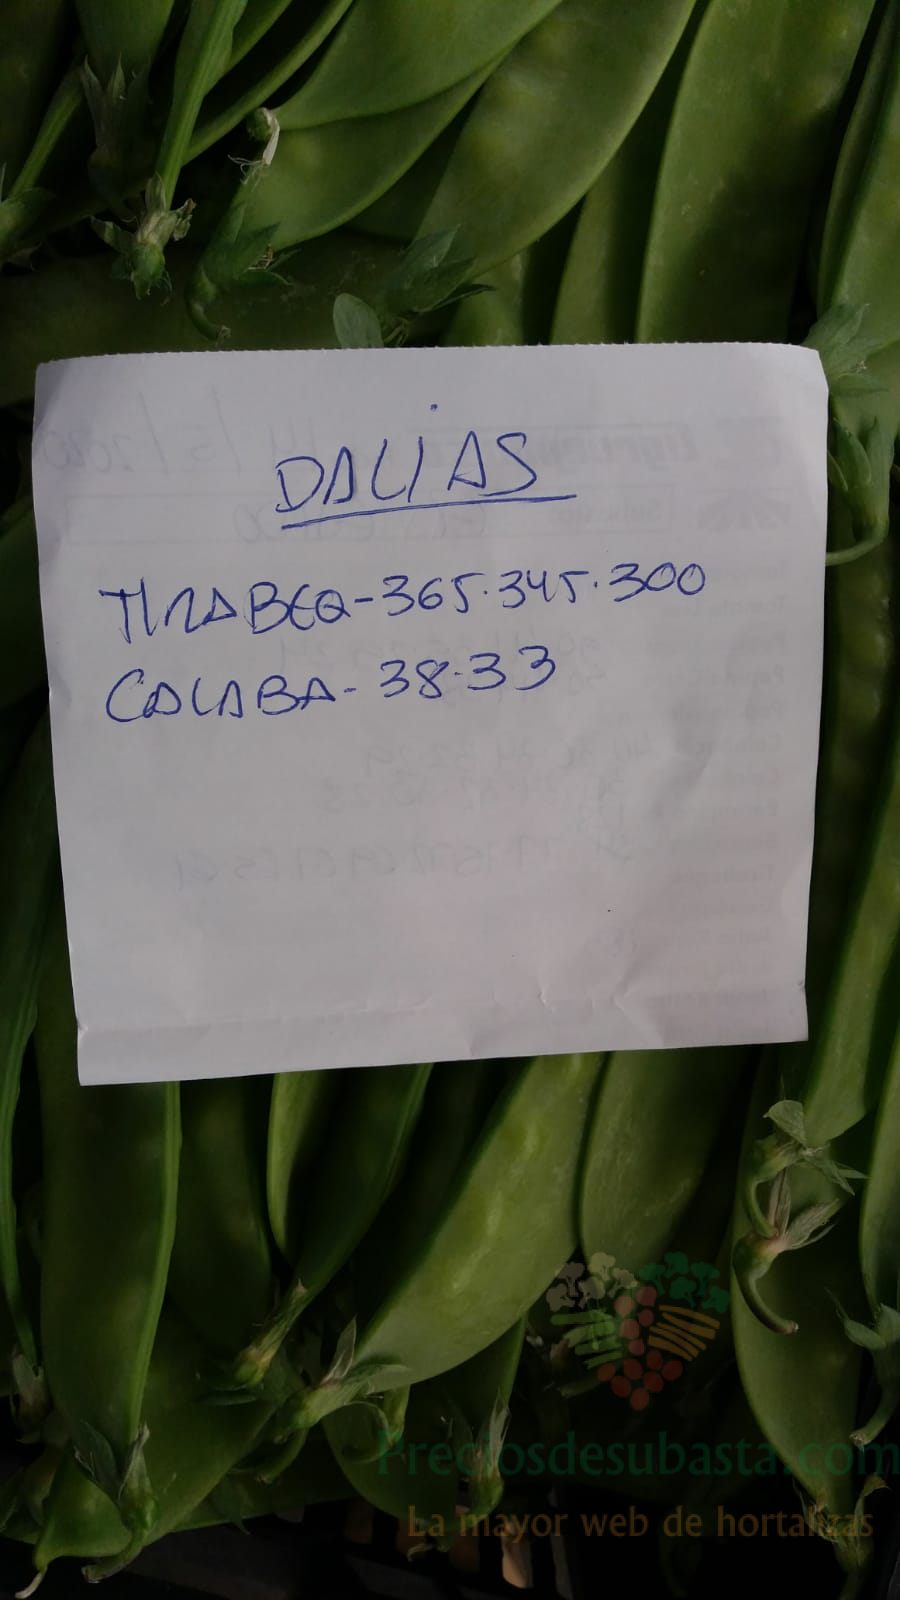 DALIAS
TIRABEQ-365.345.300
CALABA-38.33
Preciosdesubasta.com
La mayor web de hortalizas